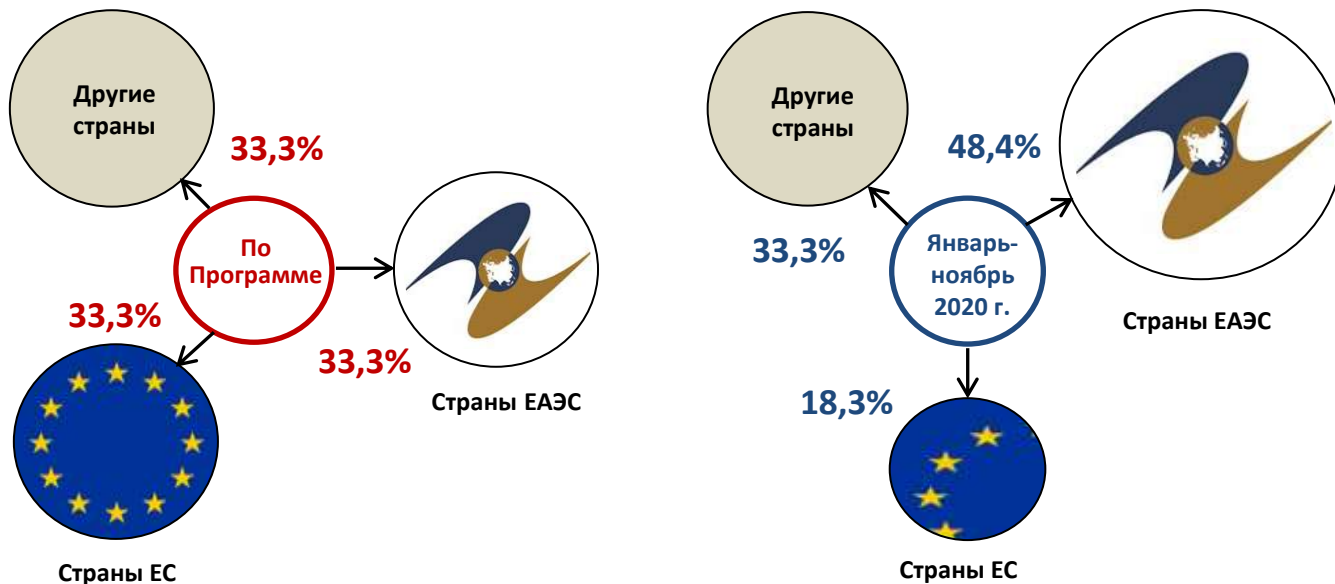 Другие
страны
33,3%
По
Программе
33,3%
33,3%
Страны ЕАЭС
Страны ЕС
Другие
страны
48,4%
33,3%
Январь-
ноябрь
2020 г.
Страны ЕАЭС
18,3%
Страны ЕС